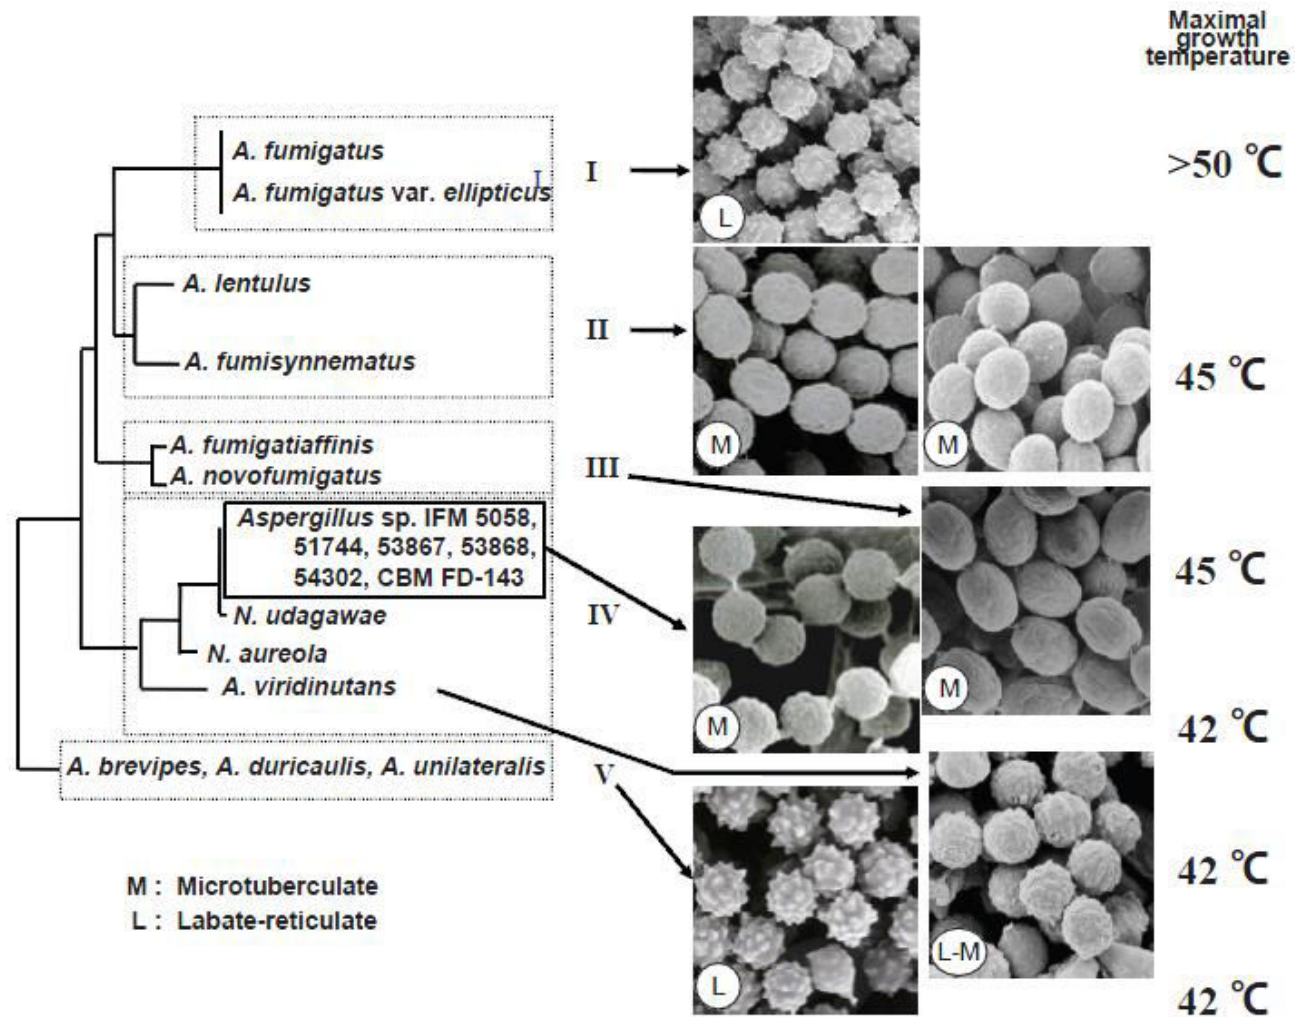 Maximal
growth
temperature
A. fumigatus
A. fumigatus var. ellipticus
I
I
L
>50 ℃
A. lentulus
A. fumisynnematus
II
M
M
45 ℃
A. fumigatiaffinis
A. novofumigatus
III
M
45 ℃
Aspergillus sp. IFM 5058,
51744, 53867, 53868,
54302, CBM FD-143
N. udagawae
N. aureola
A. viridinutans
IV
M
42 ℃
A. brevipes, A. duricaulis, A. unilateralis
V
L-M
42 ℃
L
42 ℃
M : Microtuberculate
L : Labate-reticulate